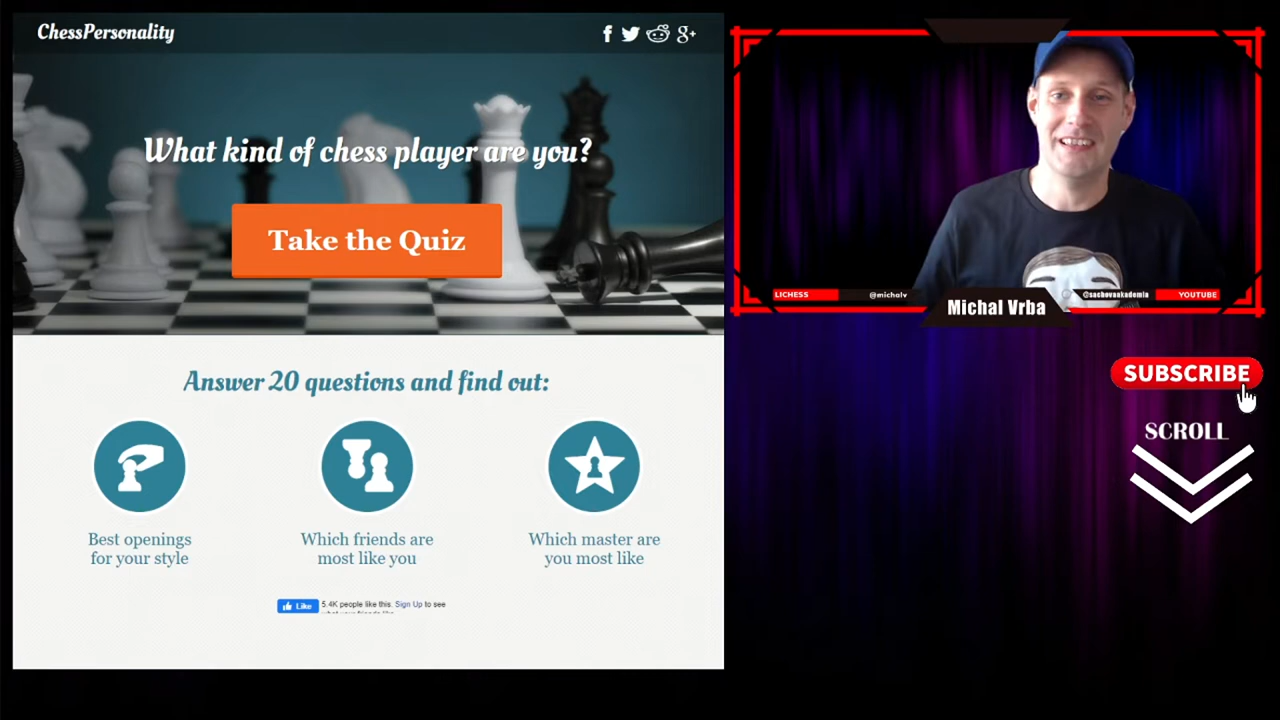 ChessPersonality
What kind of chess player are you?
Take the Quiz
Answer 20 questions and find out:
Best openings
for your style
Which friends are
most like you
Which master are
you most like
Like
5.4K people like this. Sign Up to see
LICHESS
@michalv
Michal Vrba
@sachovaakademia
YOUTUBE
SUBSCRIBE
SCROLL